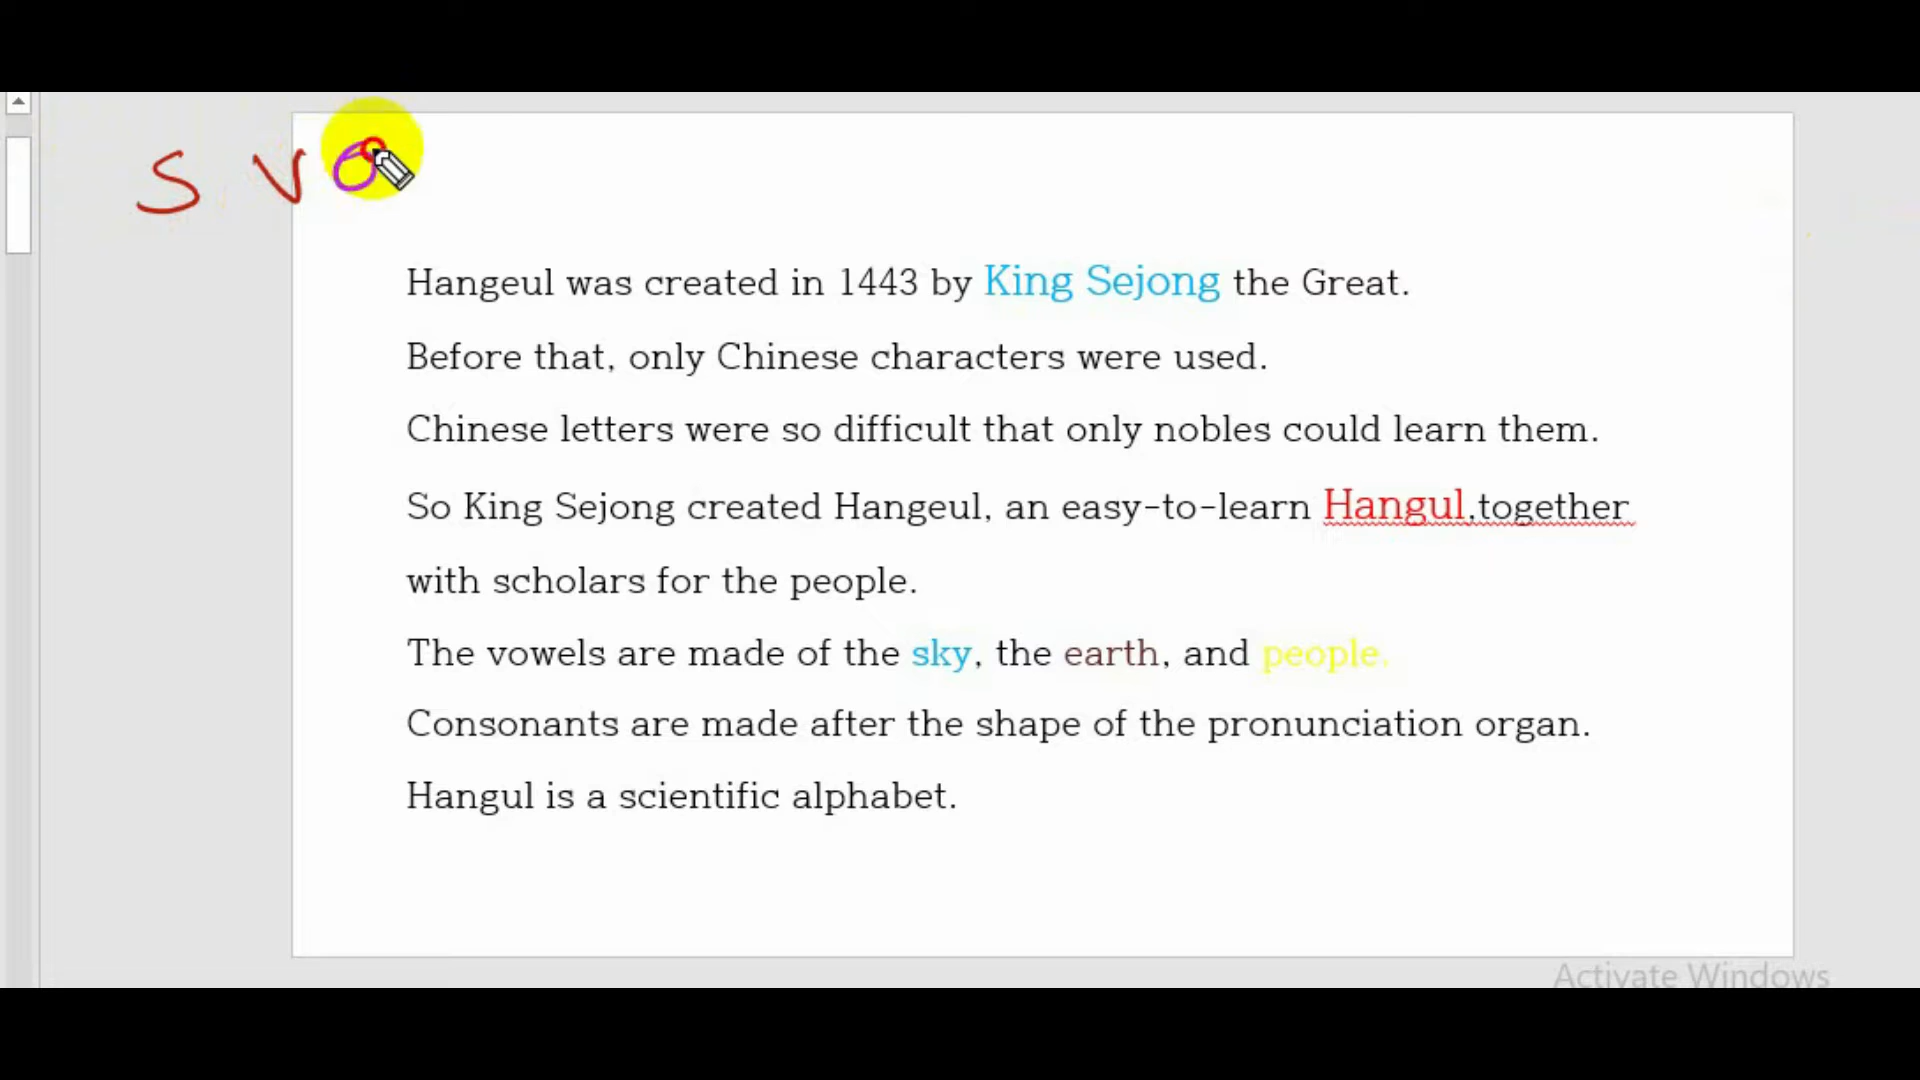 S V O
Hangeul was created in 1443 by King Sejong the Great.
Before that, only Chinese characters were used.
Chinese letters were so difficult that only nobles could learn them.
So King Sejong created Hangeul, an easy-to-learn Hangul,together
with scholars for the people.
The vowels are made of the sky, the earth, and people.
Consonants are made after the shape of the pronunciation organ.
Hangul is a scientific alphabet.
Activate Windows